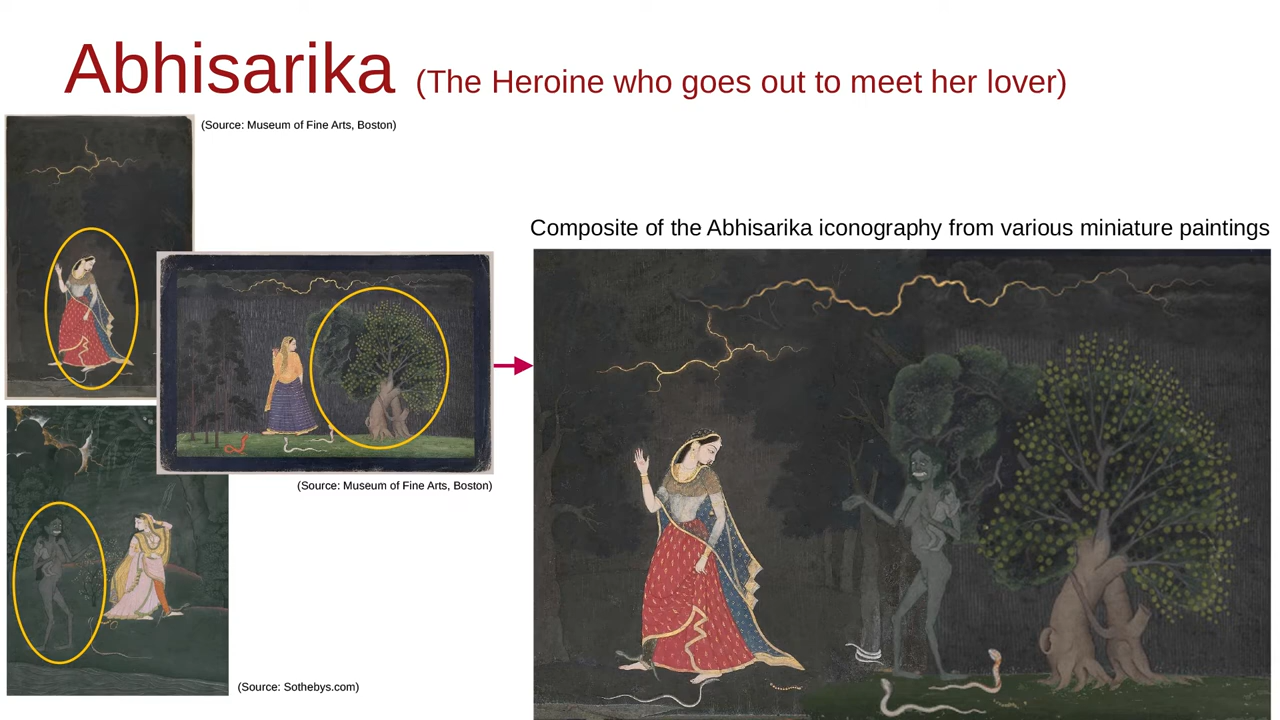 Abhisarika (The Heroine who goes out to meet her lover)
(Source: Museum of Fine Arts, Boston)
Composite of the Abhisarika iconography from various miniature paintings
(Source: Museum of Fine Arts, Boston)
(Source: Sothebys.com)